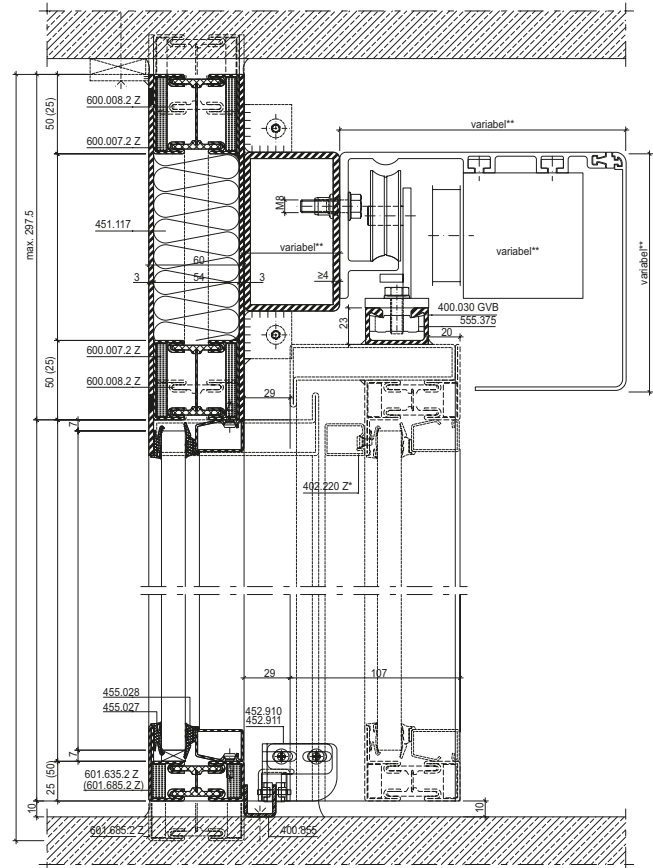 50 (25)
600.008.2 Z
variabel**
600.007.2 Z
max. 297.5
M8
451.117
variabel**
variabel**
variabel**
60
3
54
3
≥4
400.030 GVB
555.375
23
20
600.007.2 Z
50 (25)
600.008.2 Z
29
7
402.220 Z*
29
107
455.028
455.027
452.910
452.911
7
601.635.2 Z
(601.685.2 Z)
25 (50)
10
10
601.685.2 Z
400.855